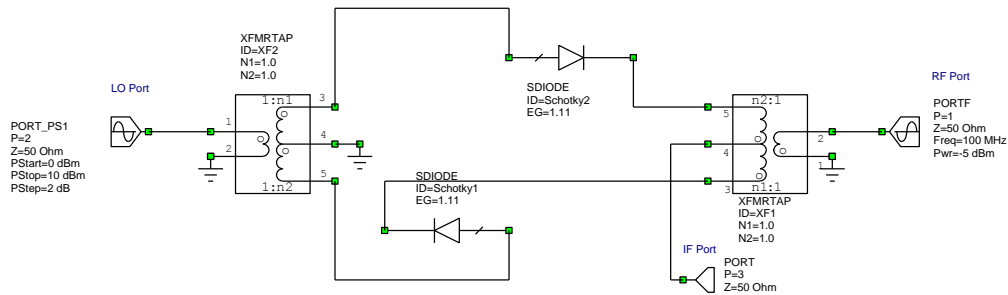 XFMRTAP
ID=XF2
N1=1.0
N2=1.0
LO Port
PORT_PS1
P=2
Z=50 Ohm
PStart=0 dBm
PStop=10 dBm
PStep=2 dB
1:n1
1
2
3
4
5
1:n2
SDIODE
ID=Schotky2
EG=1.11
SDIODE
ID=Schotky1
EG=1.11
n2:1
5
4
3
2
1
n1:1
XFMRTAP
ID=XF1
N1=1.0
N2=1.0
RF Port
PORTF
P=1
Z=50 Ohm
Freq=100 MHz
Pwr=-5 dBm
IF Port
PORT
P=3
Z=50 Ohm